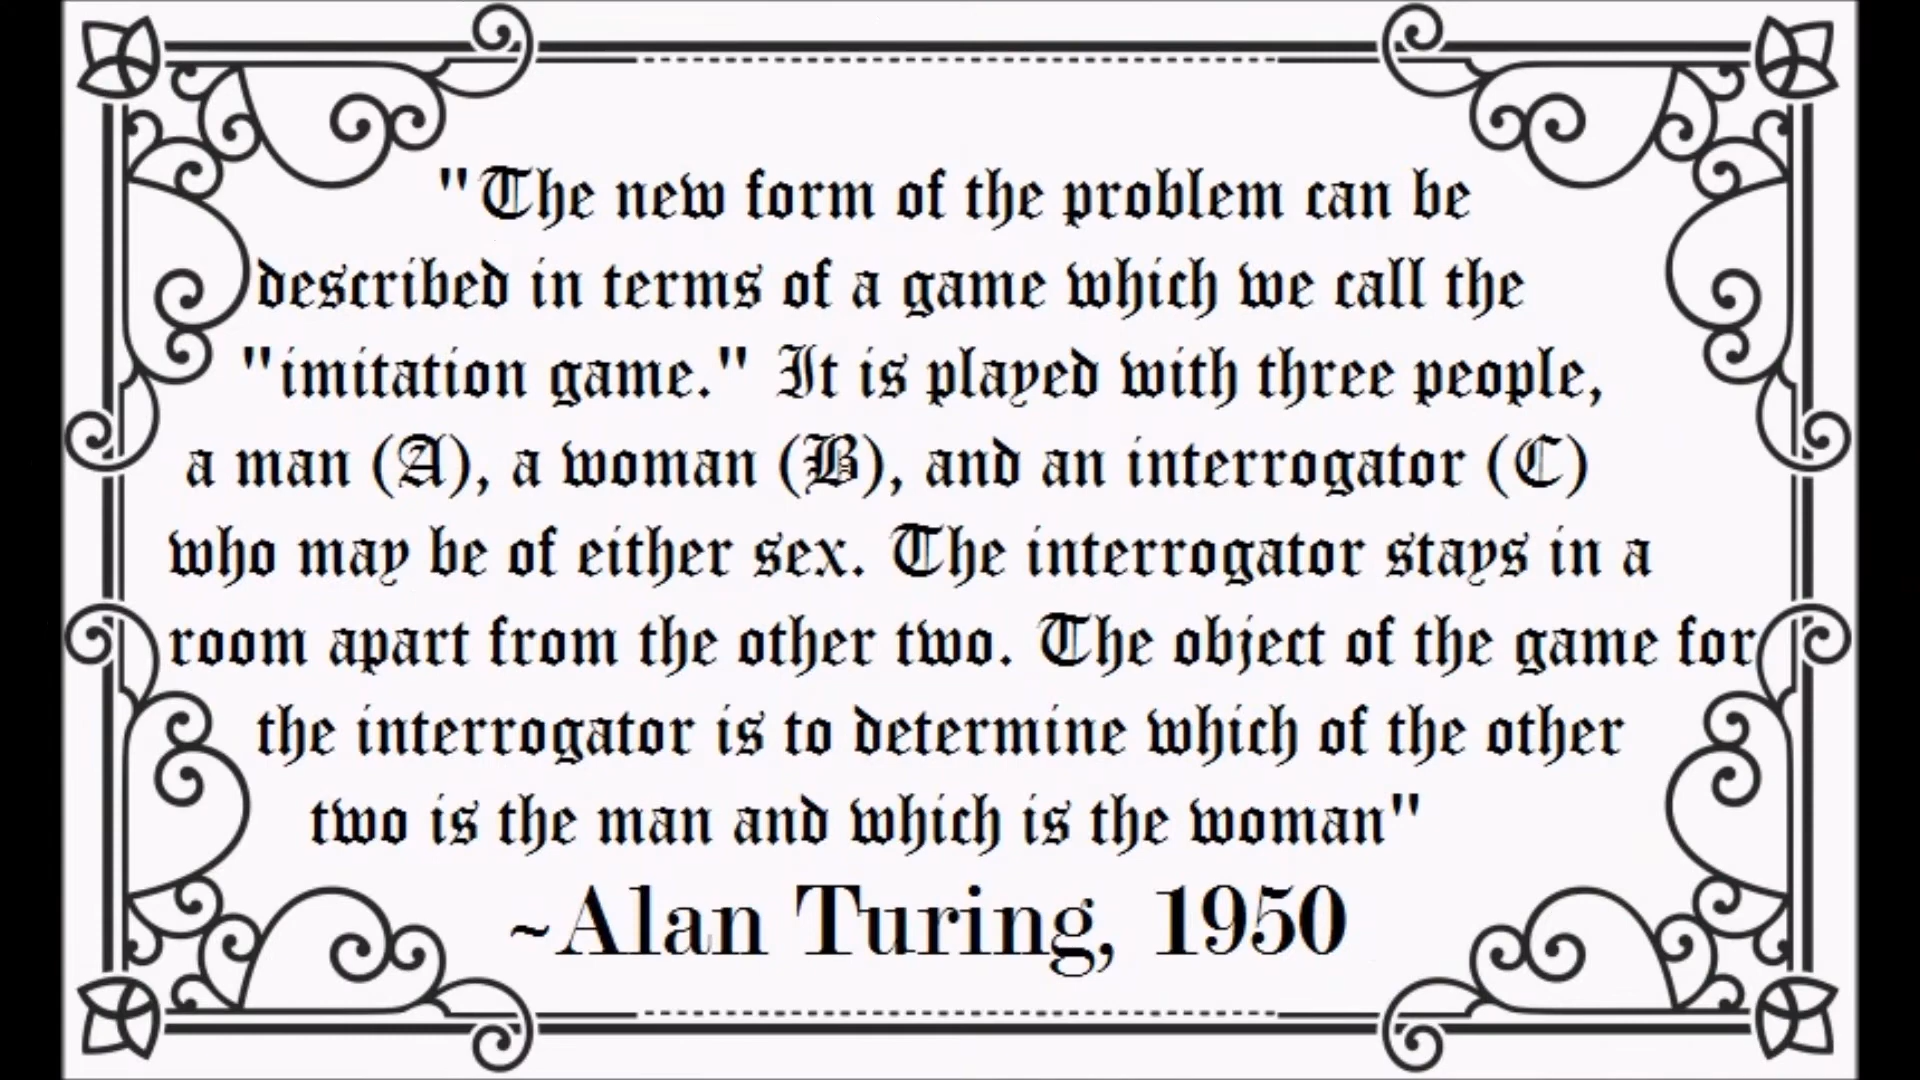 "The new form of the problem can be
described in terms of a game which we call the
"imitation game." It is played with three people,
a man (A), a woman (B), and an interrogator (C)
who may be of either sex. The interrogator stays in a
room apart from the other two. The object of the game for
the interrogator is to determine which of the other
two is the man and which is the woman"
~Alan Turing, 1950